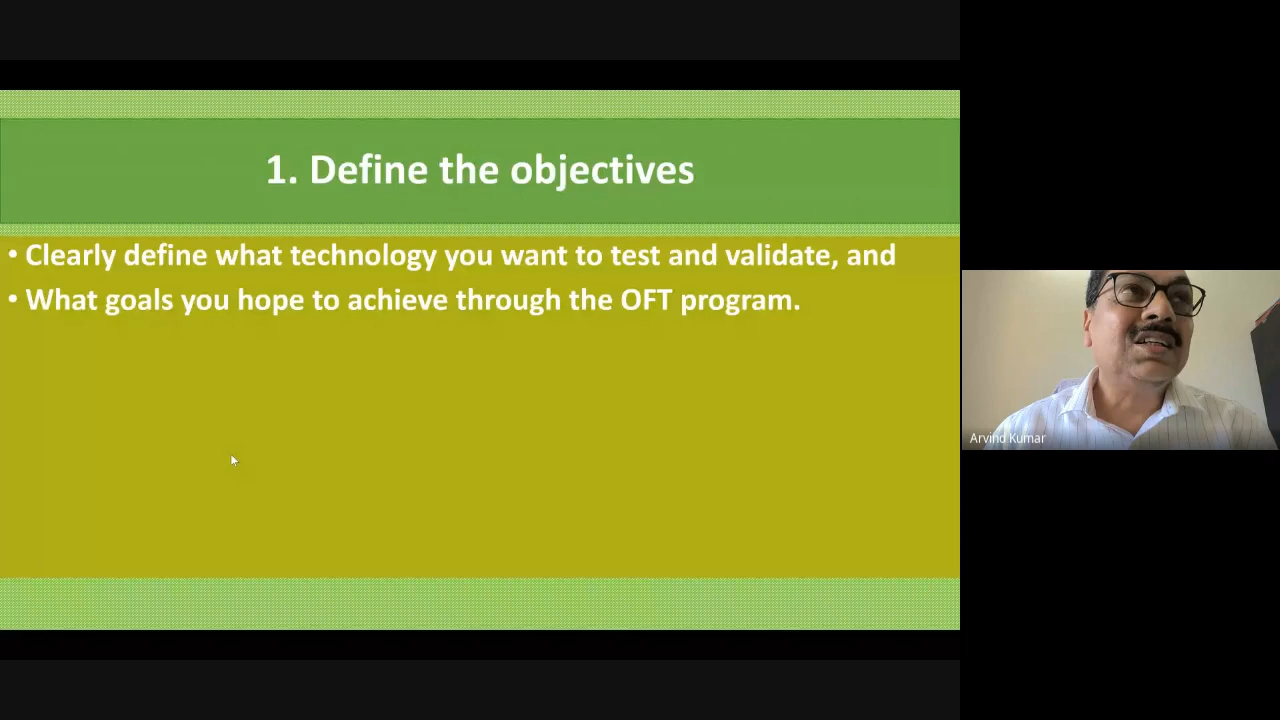 1. Define the objectives
• Clearly define what technology you want to test and validate, and
• What goals you hope to achieve through the OFT program.
Arvind Kumar